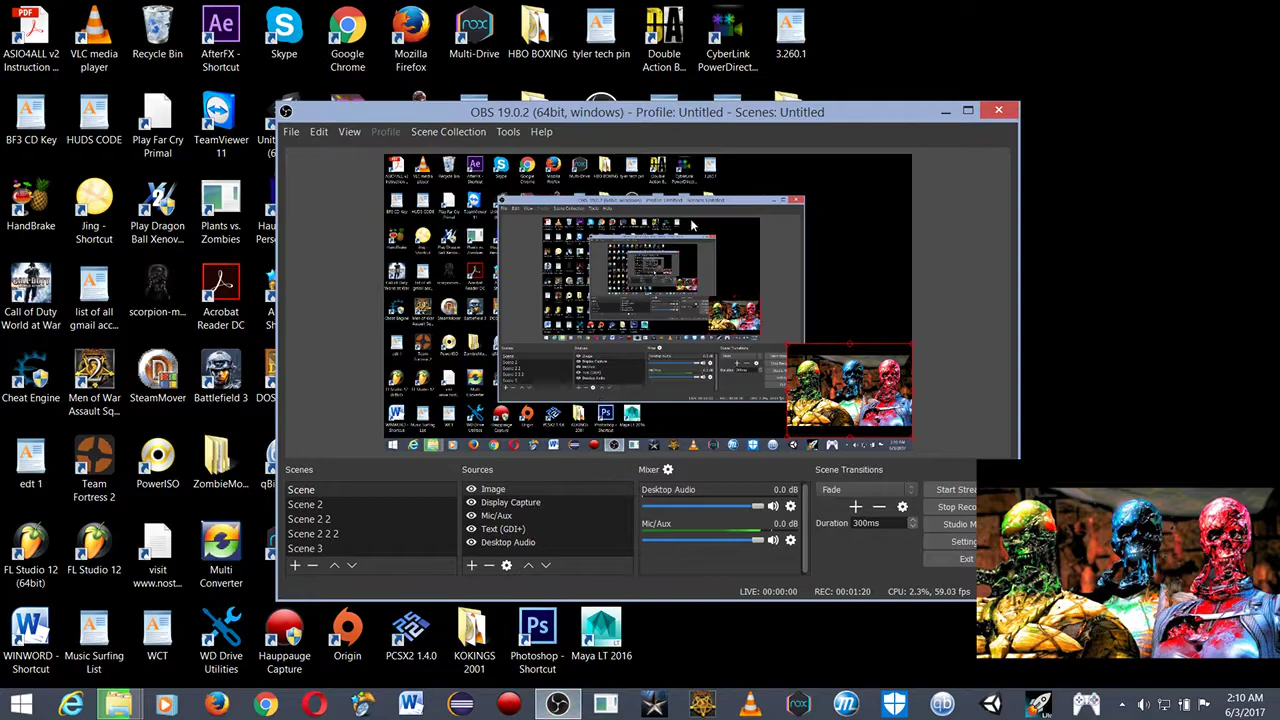 ASIO4ALL v2
Instruction ...
VLC media
player
Recycle Bin
AfterFX -
Shortcut
Skype
Google
Chrome
Mozilla
Firefox
Multi-Drive
HBO BOXING
tyler tech pin
Double
Action B...
CyberLink
PowerDirect...
3.260.1
BF3 CD Key
HUDS CODE
Play Far Cry
Primal
TeamViewer
11
OBS 19.0.2 (64bit, windows) - Profile: Untitled - Scenes: Untitled
File Edit View Profile Scene Collection Tools Help
HandBrake
Jing -
Shortcut
Play Dragon
Ball Xenov...
Plants vs.
Zombies
Call of Duty
World at War
list of all
gmail acc...
scorpion-m...
Acrobat
Reader DC
Cheat Engine
Men of War
Assault Sq...
SteamMover
Battlefield 3
edt 1
Team
Fortress 2
PowerISO
ZombieMo...
Scenes
Scene
Scene 2
Scene 2 2
Scene 2 2 2
Scene 3
Sources
Image
Display Capture
Mic/Aux
Text (GDI+)
Desktop Audio
Mixer
Desktop Audio 0.0 dB
Mic/Aux 0.0 dB
Scene Transitions
Fade
Duration 300ms
Start Strea
Stop Reco
Studio M
Setting
Exit
LIVE: 00:00:00 REC: 00:01:20 CPU: 2.3%, 59.03 fps
FL Studio 12
(64bit)
FL Studio 12
visit
www.nost...
Multi
Converter
WINWORD -
Shortcut
Music Surfing
List
WCT
WD Drive
Utilities
Hauppauge
Capture
Origin
PCSX2 1.4.0
KOKINGS
2001
Photoshop -
Shortcut
Maya LT 2016
2:10 AM
6/3/2017